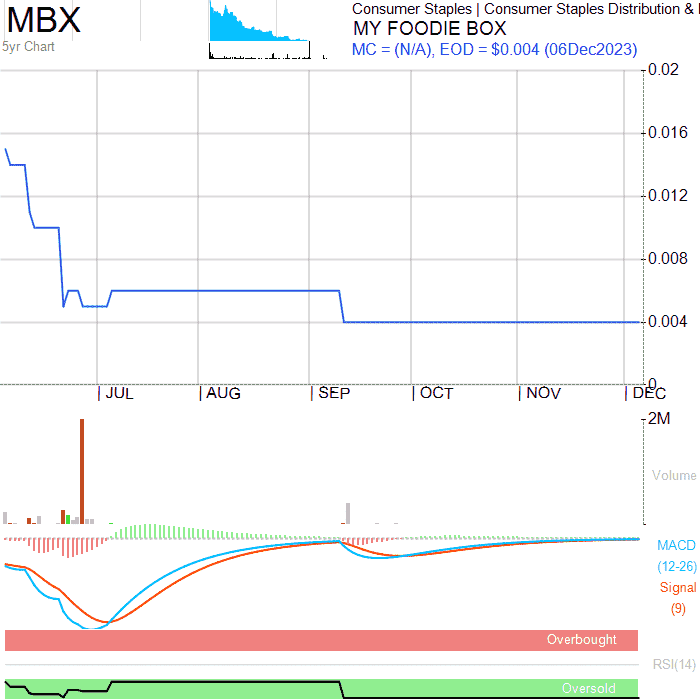 MBX
5yr Chart
Consumer Staples | Consumer Staples Distribution &
MY FOODIE BOX
MC = (N/A), EOD = $0.004 (06Dec2023)
0.02
0.016
0.012
0.008
0.004
0
JUL
AUG
SEP
OCT
NOV
DEC
2M
Volume
MACD
(12-26)
Signal
(9)
Overbought
RSI(14)
Oversold